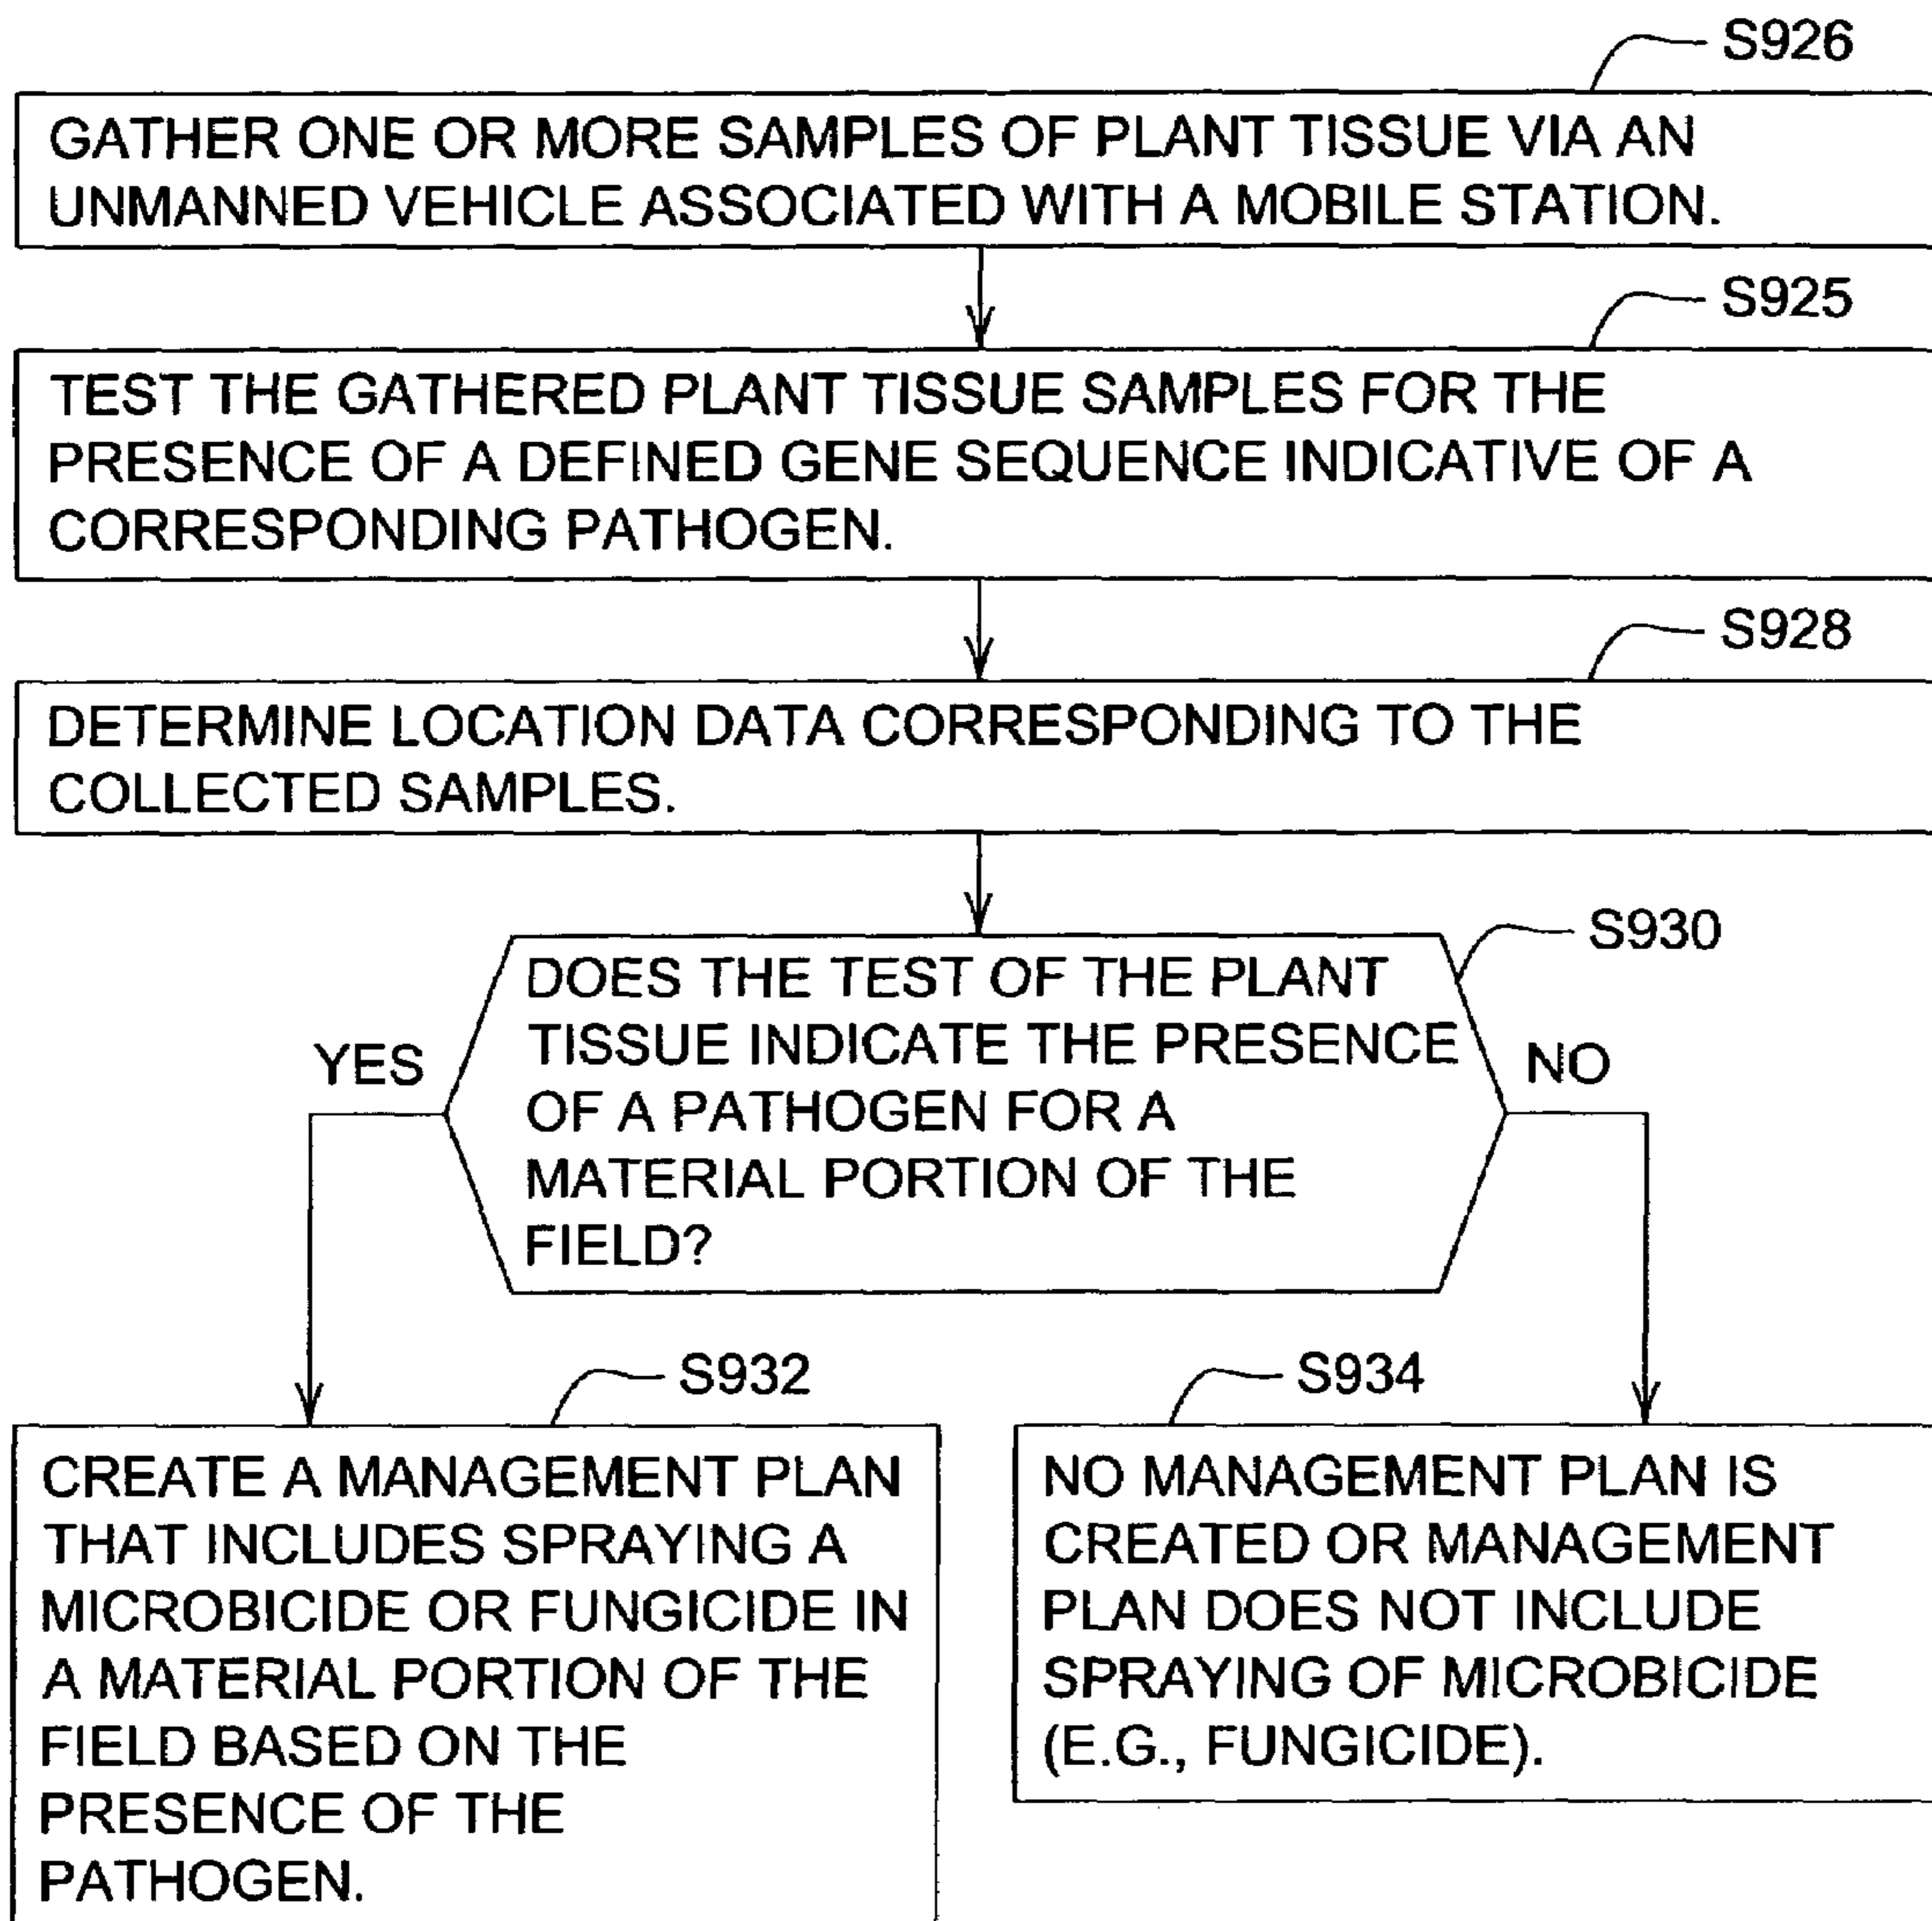 S926
GATHER ONE OR MORE SAMPLES OF PLANT TISSUE VIA AN
UNMANNED VEHICLE ASSOCIATED WITH A MOBILE STATION.
S925
TEST THE GATHERED PLANT TISSUE SAMPLES FOR THE
PRESENCE OF A DEFINED GENE SEQUENCE INDICATIVE OF A
CORRESPONDING PATHOGEN.
S928
DETERMINE LOCATION DATA CORRESPONDING TO THE
COLLECTED SAMPLES.
S930
DOES THE TEST OF THE PLANT
TISSUE INDICATE THE PRESENCE
OF A PATHOGEN FOR A
MATERIAL PORTION OF THE
FIELD?
YES
NO
S932
CREATE A MANAGEMENT PLAN
THAT INCLUDES SPRAYING A
MICROBICIDE OR FUNGICIDE IN
A MATERIAL PORTION OF THE
FIELD BASED ON THE
PRESENCE OF THE
PATHOGEN.
S934
NO MANAGEMENT PLAN IS
CREATED OR MANAGEMENT
PLAN DOES NOT INCLUDE
SPRAYING OF MICROBICIDE
(E.G., FUNGICIDE).